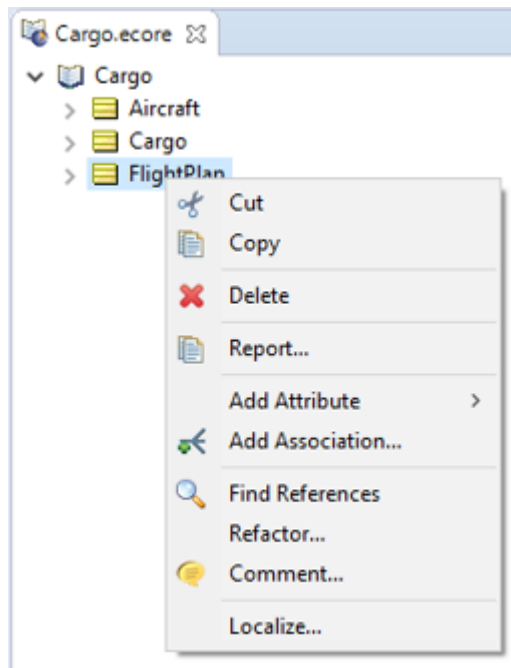 Cargo.ecore
Cargo
Aircraft
Cargo
FlightPlan
Cut
Copy
Delete
Report...
Add Attribute
Add Association...
Find References
Refactor...
Comment...
Localize...